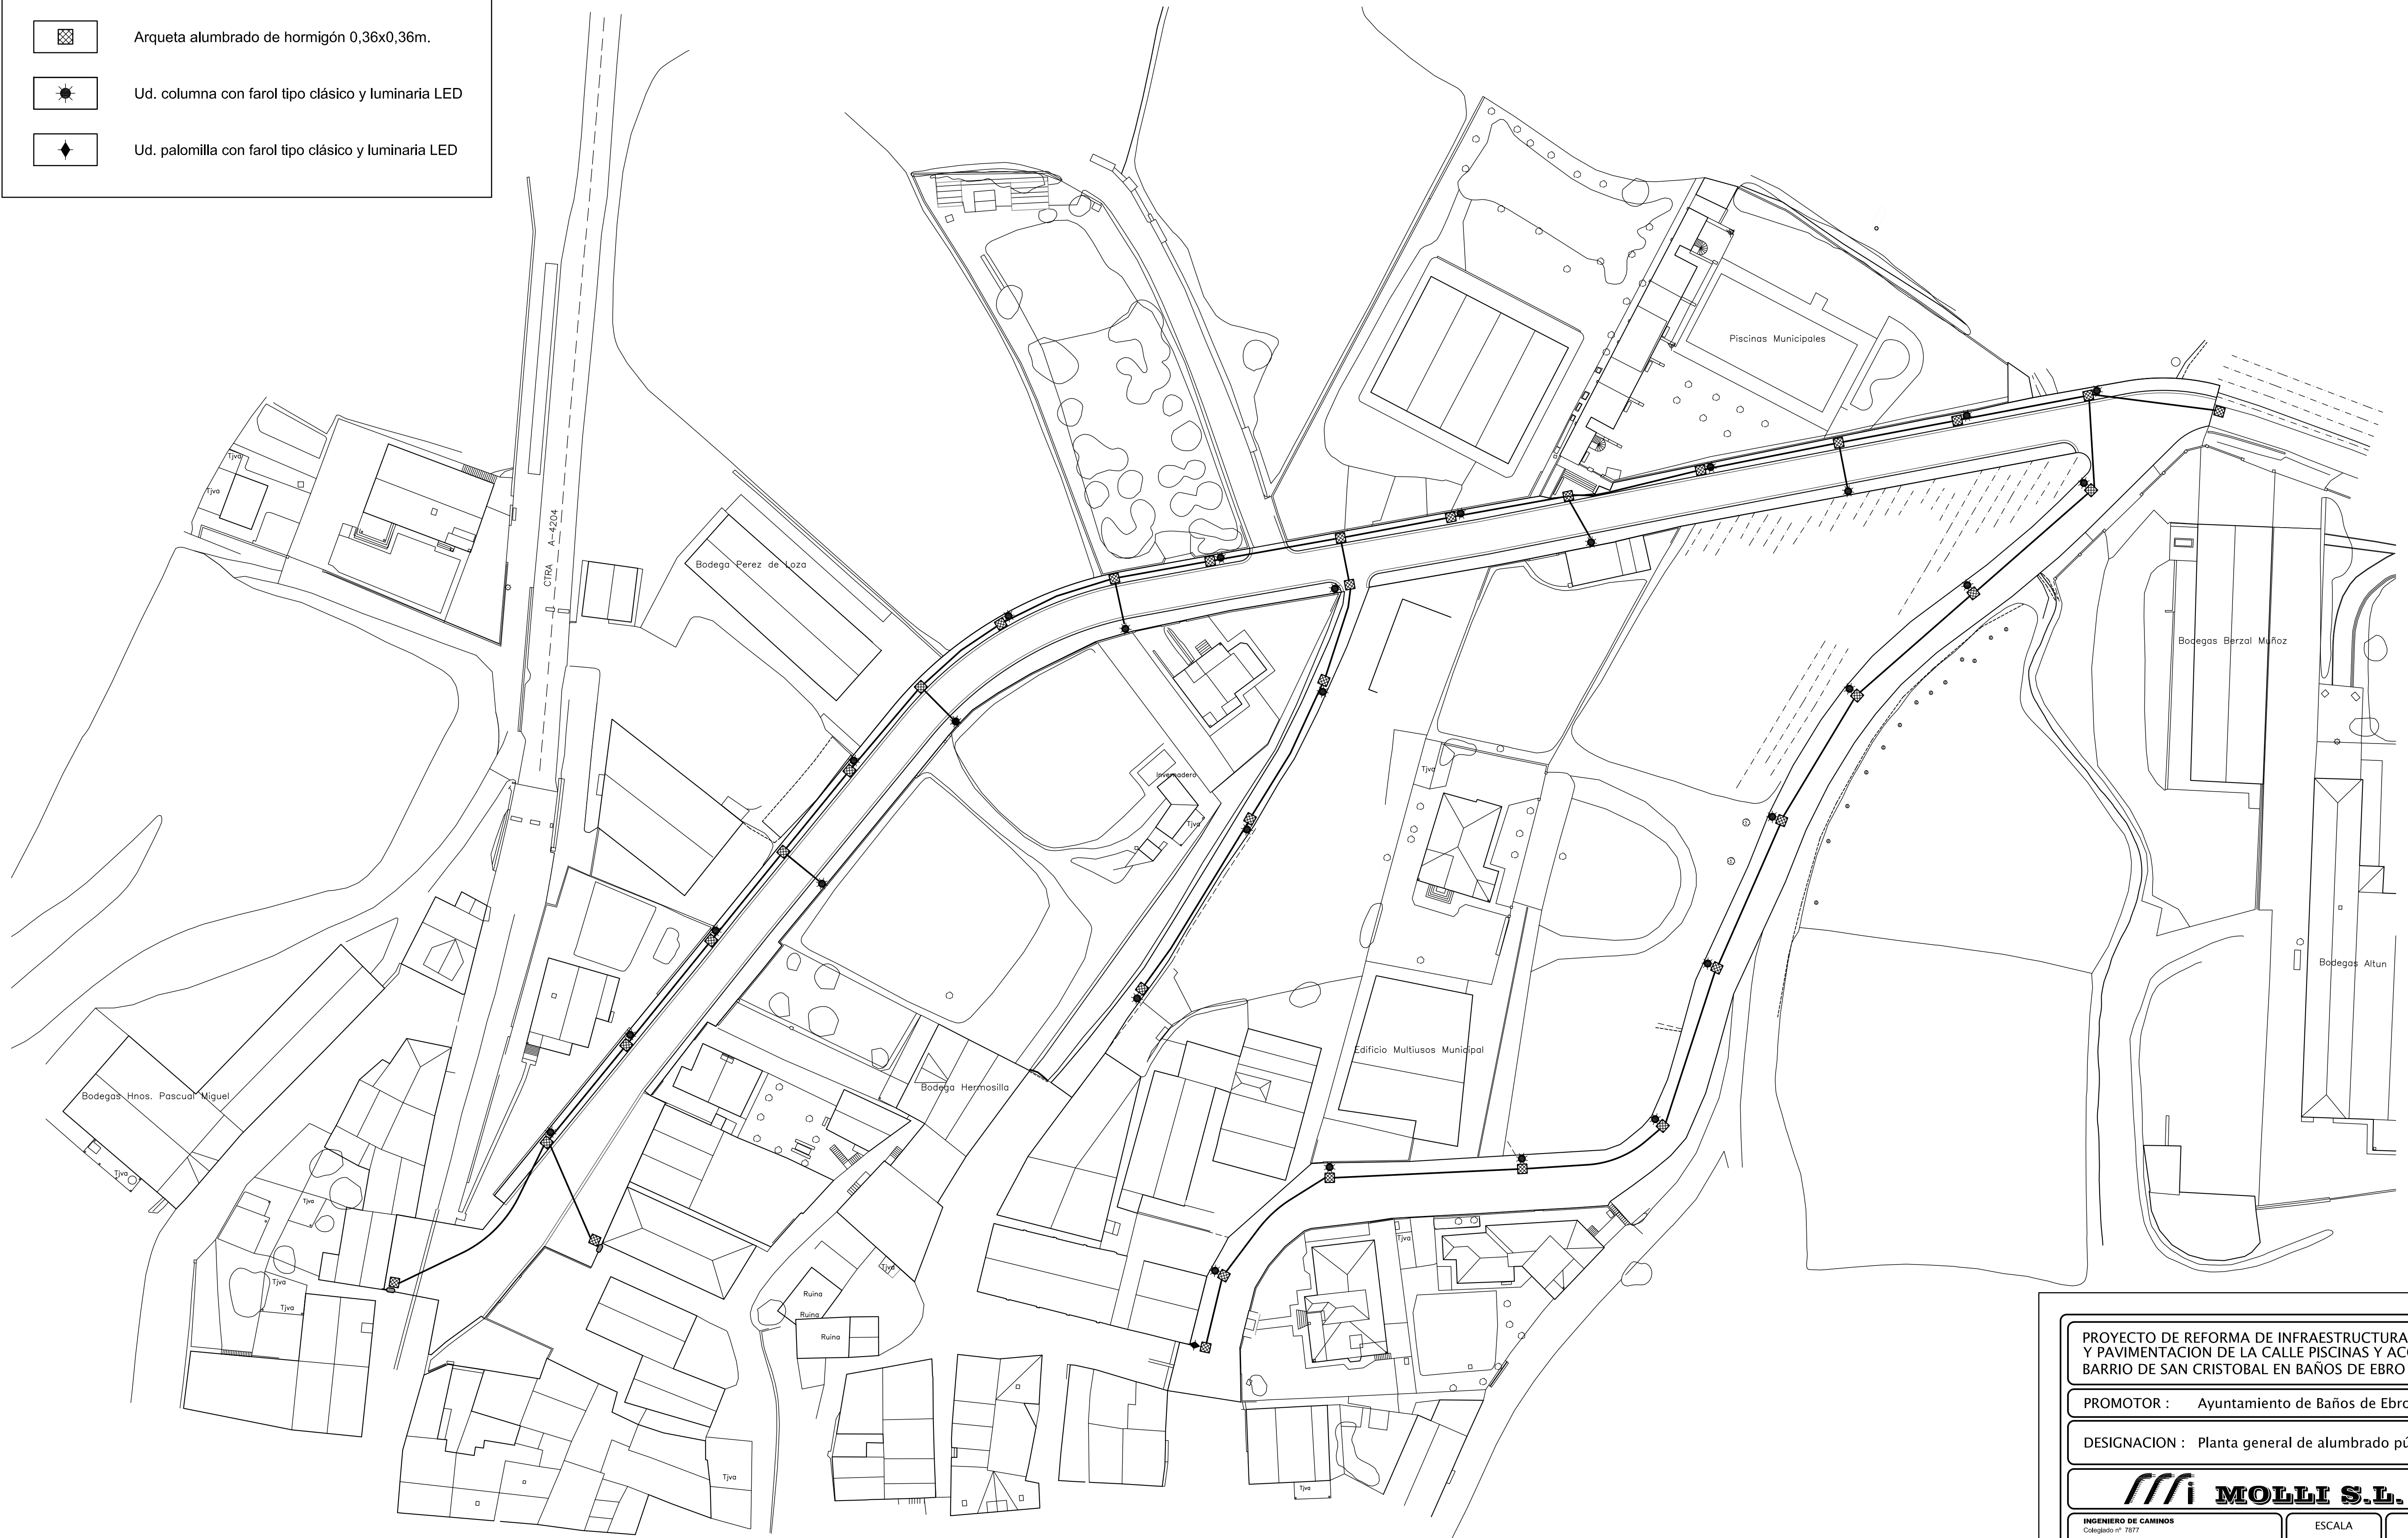 Arqueta alumbrado de hormigón 0,36x0,36m.
Ud. columna con farol tipo clásico y luminaria LED
Ud. palomilla con farol tipo clásico y luminaria LED
Piscinas Municipales
Tjva
Tjva
CTRA A-4204
Bodega Perez de Loza
Bodegas Berzal Muñoz
Invernadero
Tjva
Tjva
Bodegas Altun
Edificio Multiusos Municipal
Bodega Hermosilla
Bodegas Hnos. Pascual Miguel
Tjva
Tjva
Tjva
Tjva
Tjva
Tjva
Ruina
Ruina
Ruina
Tjva
Tjva
PROYECTO DE REFORMA DE INFRAESTRUCTURA
Y PAVIMENTACION DE LA CALLE PISCINAS Y AC
BARRIO DE SAN CRISTOBAL EN BAÑOS DE EBRO
PROMOTOR : Ayuntamiento de Baños de Ebro
DESIGNACION : Planta general de alumbrado pú
MOLLI S.L.
INGENIERO DE CAMINOS
Colegiado nº 7877
ESCALA